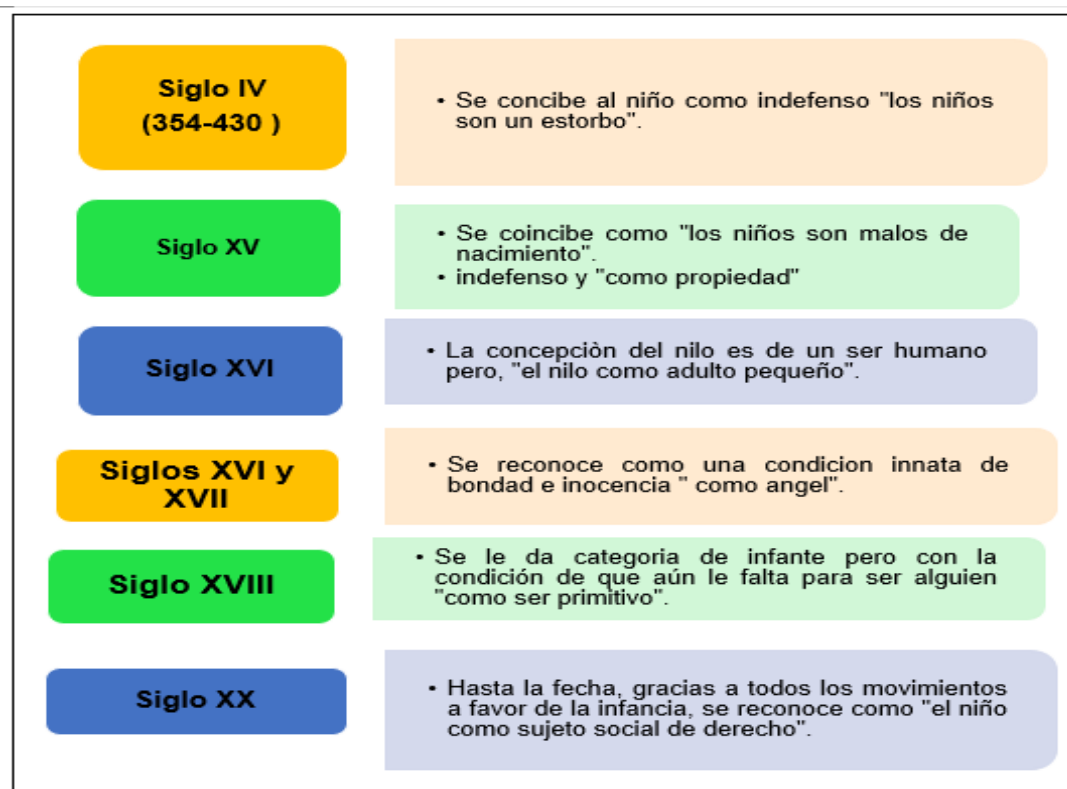 Siglo IV
(354-430 )
• Se concibe al niño como indefenso "los niños
son un estorbo".
Siglo XV
• Se coincibe como "los niños son malos de
nacimiento".
• indefenso y "como propiedad"
Siglo XVI
• La concepciòn del nilo es de un ser humano
pero, "el nilo como adulto pequeño".
Siglos XVI y
XVII
• Se reconoce como una condicion innata de
bondad e inocencia " como angel".
Siglo XVIII
• Se le da categoria de infante pero con la
condición de que aún le falta para ser alguien
"como ser primitivo".
Siglo XX
• Hasta la fecha, gracias a todos los movimientos
a favor de la infancia, se reconoce como "el niño
como sujeto social de derecho".